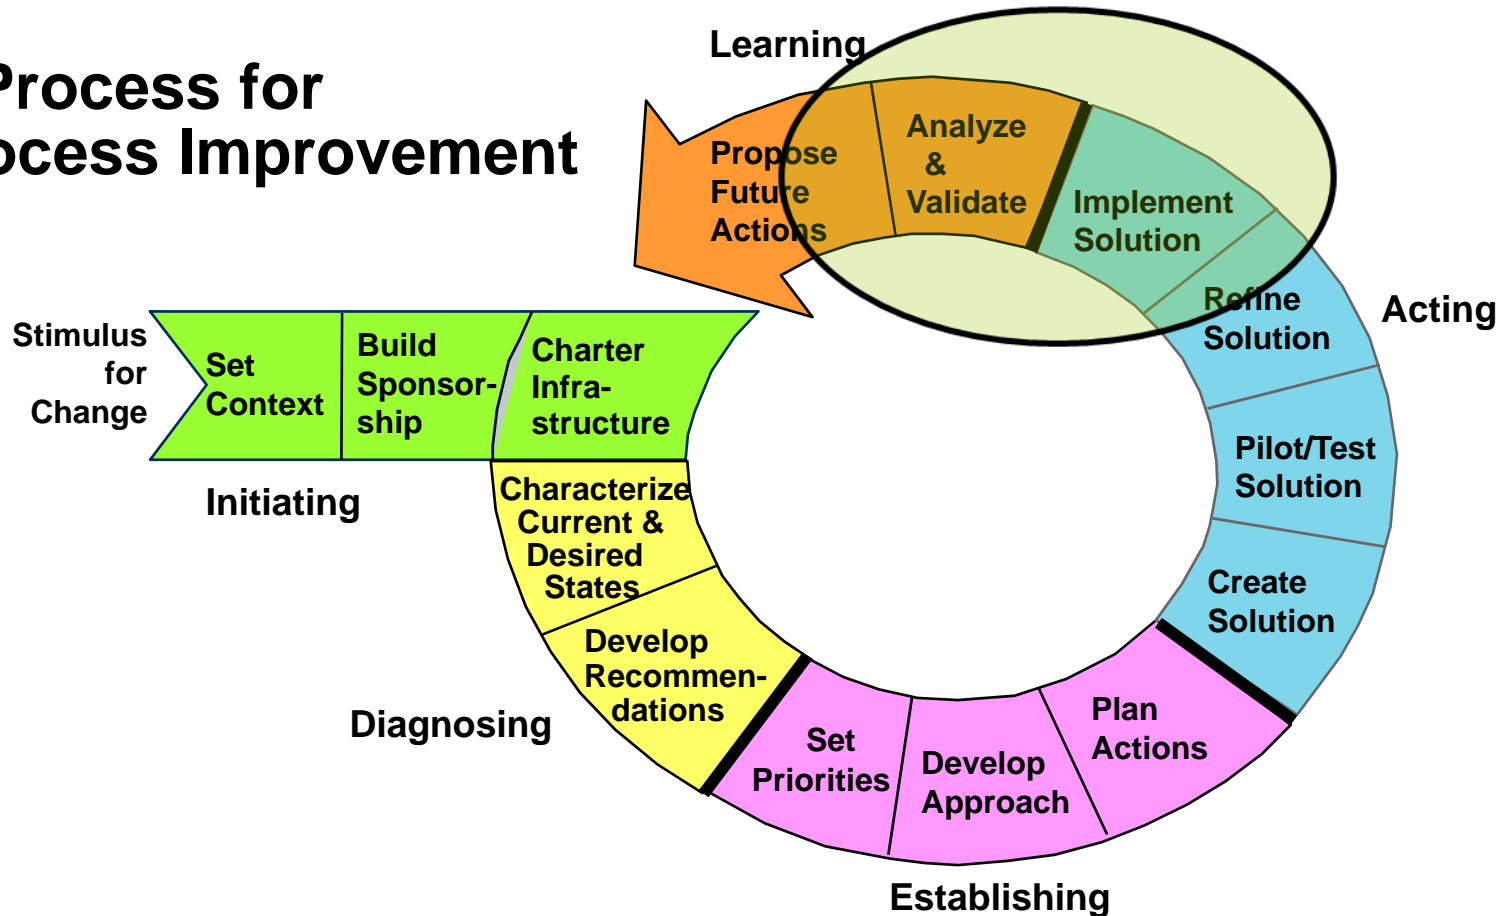 Process for
ocess Improvement
Learning
Propose
Future
Actions
Analyze
&
Validate
Implement
Solution
Refine
Solution
Acting
Pilot/Test
Solution
Create
Solution
Stimulus
for
Change
Set
Context
Build
Sponsor-
ship
Charter
Infra-
structure
Initiating
Characterize
Current &
Desired
States
Develop
Recommen-
dations
Diagnosing
Set
Priorities
Develop
Approach
Plan
Actions
Establishing